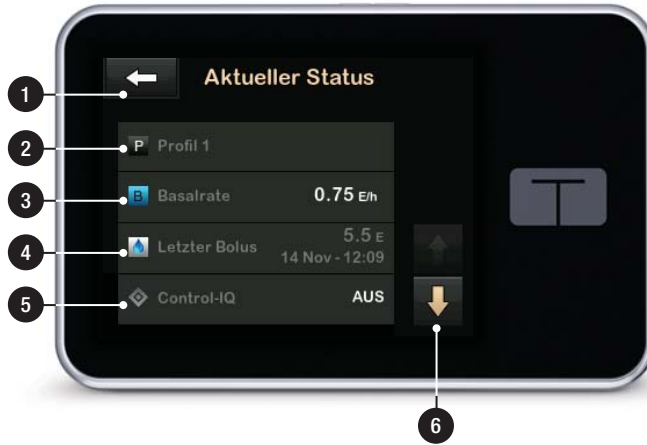 Aktueller Status
1
2
P Profil 1
3
B Basalrate 0.75 E/h
4
Letzter Bolus 5.5 E
14 Nov - 12:09
5
Control-IQ AUS
6